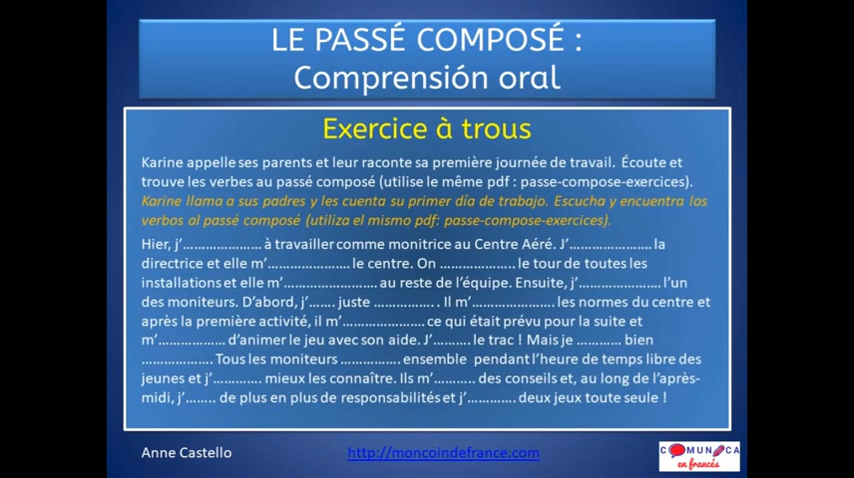 LE PASSÉ COMPOSÉ :
Comprensión oral
Exercice à trous
Karine appelle ses parents et leur raconte sa première journée de travail. Écoute et
trouve les verbes au passé composé (utilise le même pdf : passe-compose-exercices).
Karine llama a sus padres y les cuenta su primer día de trabajo. Escucha y encuentra los
verbos al passé composé (utiliza el mismo pdf: passe-compose-exercices).
Hier, j’………………… à travailler comme monitrice au Centre Aéré. J’………………… la
directrice et elle m’………………… le centre. On ……………….. le tour de toutes les
installations et elle m’…………………… au reste de l’équipe. Ensuite, j’………………… l’un
des moniteurs. D’abord, j’……. juste ……………. . Il m’………………… les normes du centre et
après la première activité, il m’………………… ce qui était prévu pour la suite et
m’……………… d’animer le jeu avec son aide. J’……… le trac ! Mais je ………… bien
………………. Tous les moniteurs …………… ensemble pendant l’heure de temps libre des
jeunes et j’…………. mieux les connaître. Ils m’……….. des conseils et, au long de l’après-
midi, j’…….. de plus en plus de responsabilités et j’…………. deux jeux toute seule !
Anne Castello
http://moncoindefrance.com
COMUNICA
en francés